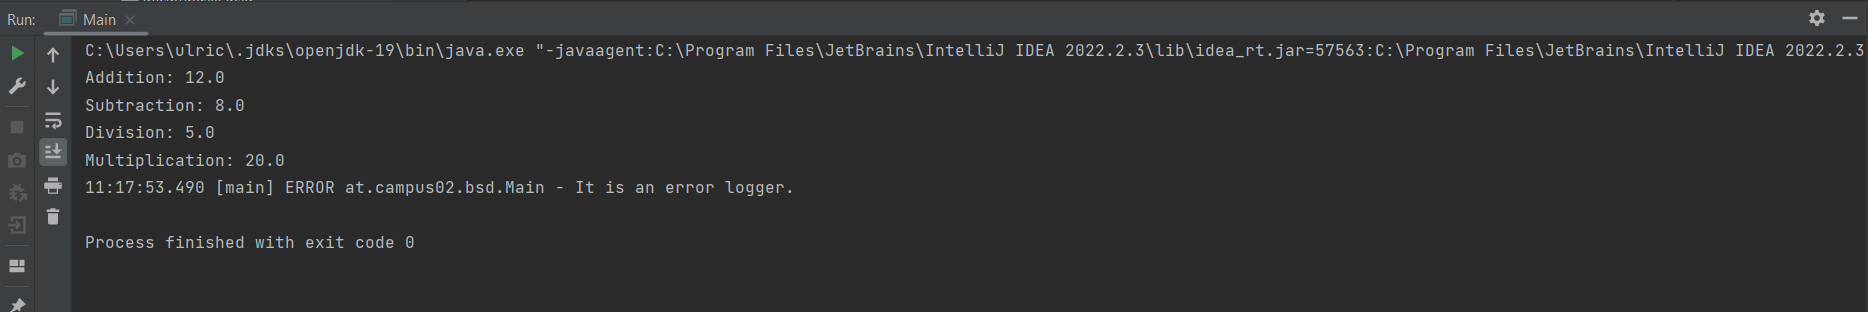 Run: Main
C:\Users\ulric\.jdks\openjdk-19\bin\java.exe "-javaagent:C:\Program Files\JetBrains\IntelliJ IDEA 2022.2.3\lib\idea_rt.jar=57563:C:\Program Files\JetBrains\IntelliJ IDEA 2022.2.3
Addition: 12.0
Subtraction: 8.0
Division: 5.0
Multiplication: 20.0
11:17:53.490 [main] ERROR at.campus02.bsd.Main - It is an error logger.
Process finished with exit code 0